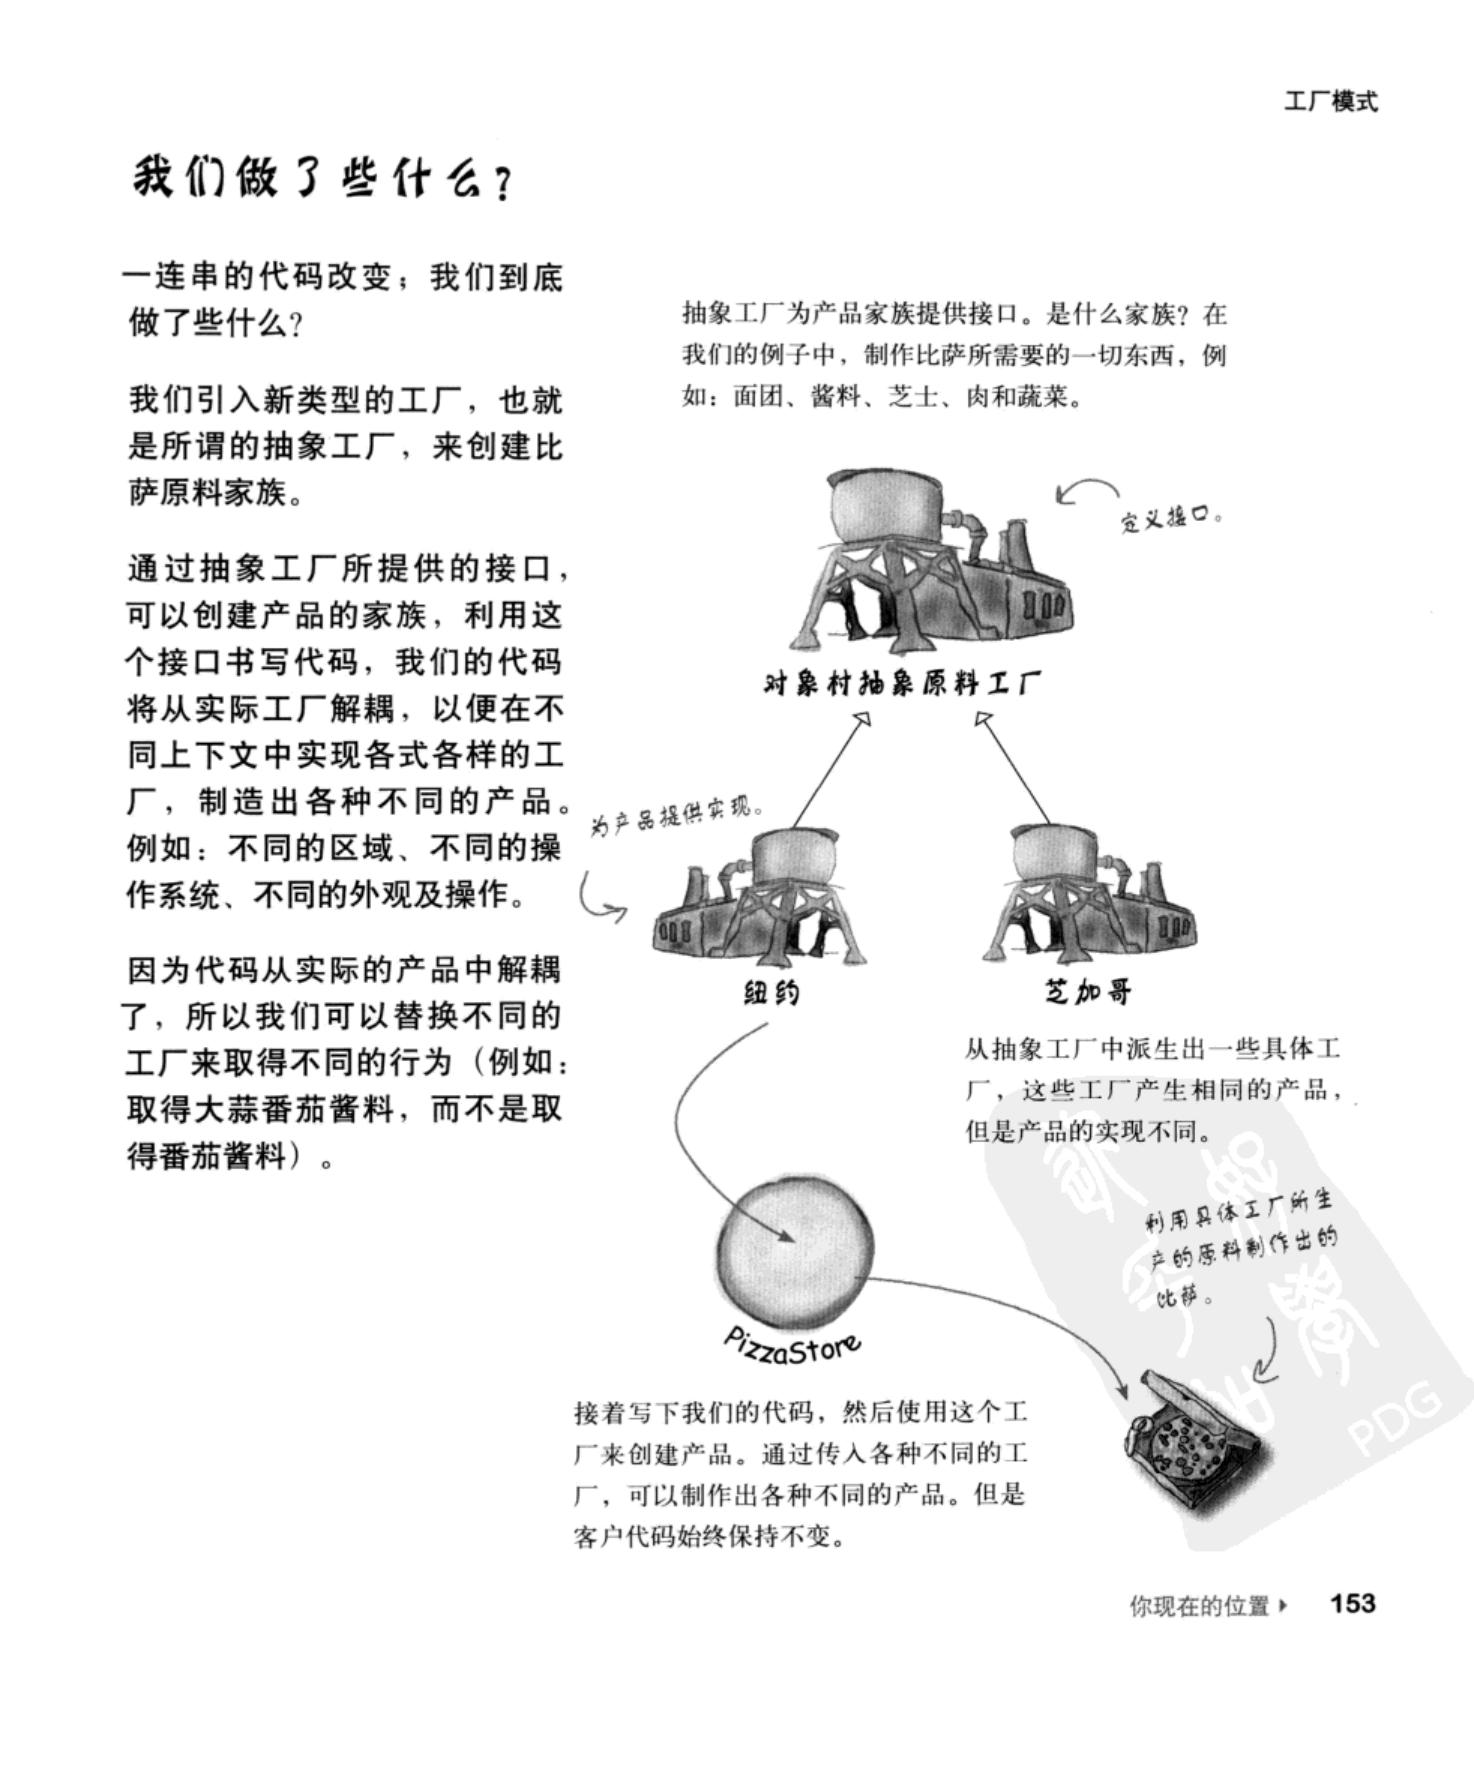 工厂模式
我们做了些什么？
一连串的代码改变；我们到底
做了些什么？
我们引入新类型的工厂，也就
是所谓的抽象工厂，来创建比
萨原料家族。
通过抽象工厂所提供的接口，
可以创建产品的家族，利用这
个接口书写代码，我们的代码
将从实际工厂解耦，以便在不
同上下文中实现各式各样的工
厂，制造出各种不同的产品。
例如：不同的区域、不同的操
作系统、不同的外观及操作。
因为代码从实际的产品中解耦
了，所以我们可以替换不同的
工厂来取得不同的行为（例如：
取得大蒜番茄酱料，而不是取
得番茄酱料）。
抽象工厂为产品家族提供接口。是什么家族？在
我们的例子中，制作比萨所需要的一切东西，例
如：面团、酱料、芝士、肉和蔬菜。
定义接口。
对象村抽象原料工厂
为产品提供实现。
纽约
芝加哥
从抽象工厂中派生出一些具体工
厂，这些工厂产生相同的产品，
但是产品的实现不同。
利用具体工厂所生
产的原料制作出的
比萨。
PizzaStore
接着写下我们的代码，然后使用这个工
厂来创建产品。通过传入各种不同的工
厂，可以制作出各种不同的产品。但是
客户代码始终保持不变。
PDG
你现在的位置 153